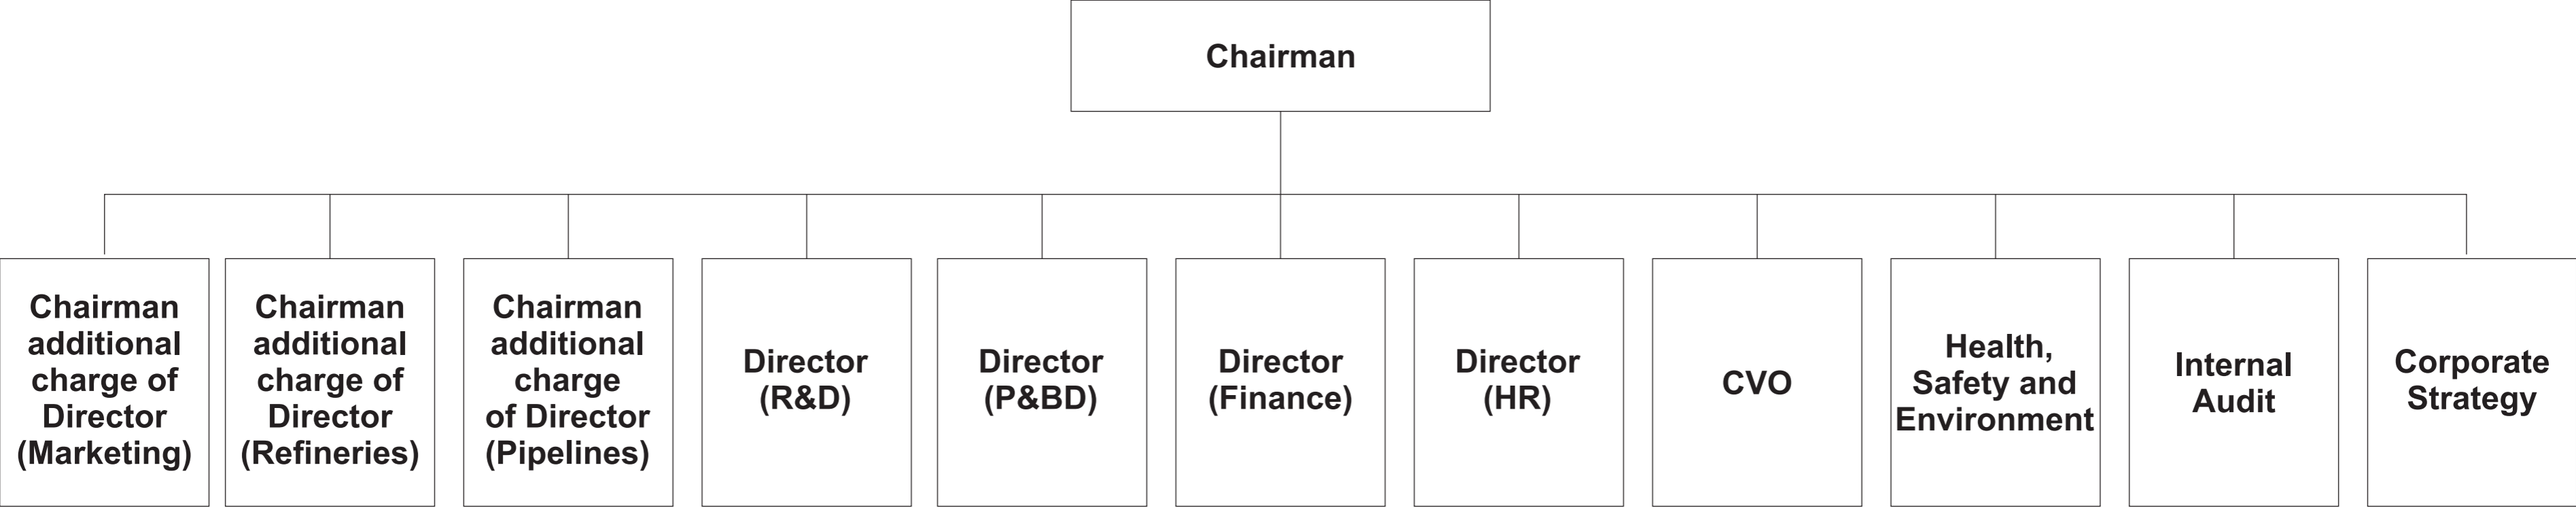 Chairman
Chairman
additional
charge of
Director
(Marketing)
Chairman
additional
charge of
Director
(Refineries)
Chairman
additional
charge
of Director
(Pipelines)
Director
(R&D)
Director
(P&BD)
Director
(Finance)
Director
(HR)
CVO
Health,
Safety and
Environment
Internal
Audit
Corporate
Strategy